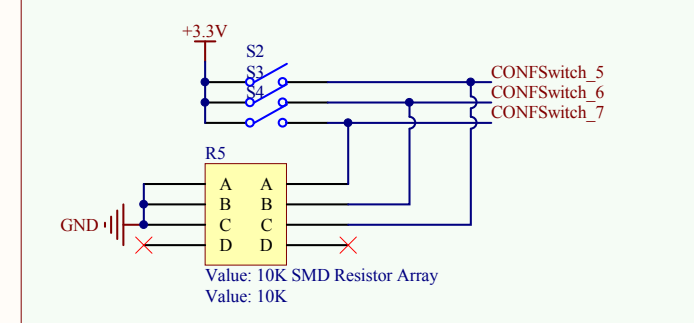 +3.3V
S2
S3
S4
CONFSwitch_5
CONFSwitch_6
CONFSwitch_7
R5
A A
B B
GND
C C
D D
Value: 10K SMD Resistor Array
Value: 10K